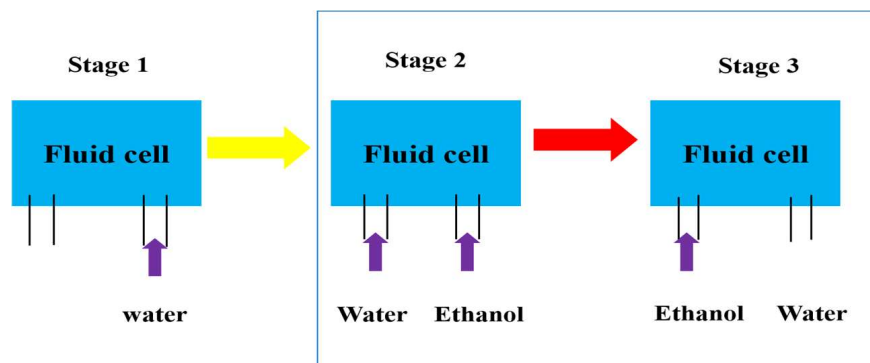 Stage 1
Stage 2
Stage 3
Fluid cell
Fluid cell
Fluid cell
water
Water
Ethanol
Ethanol
Water